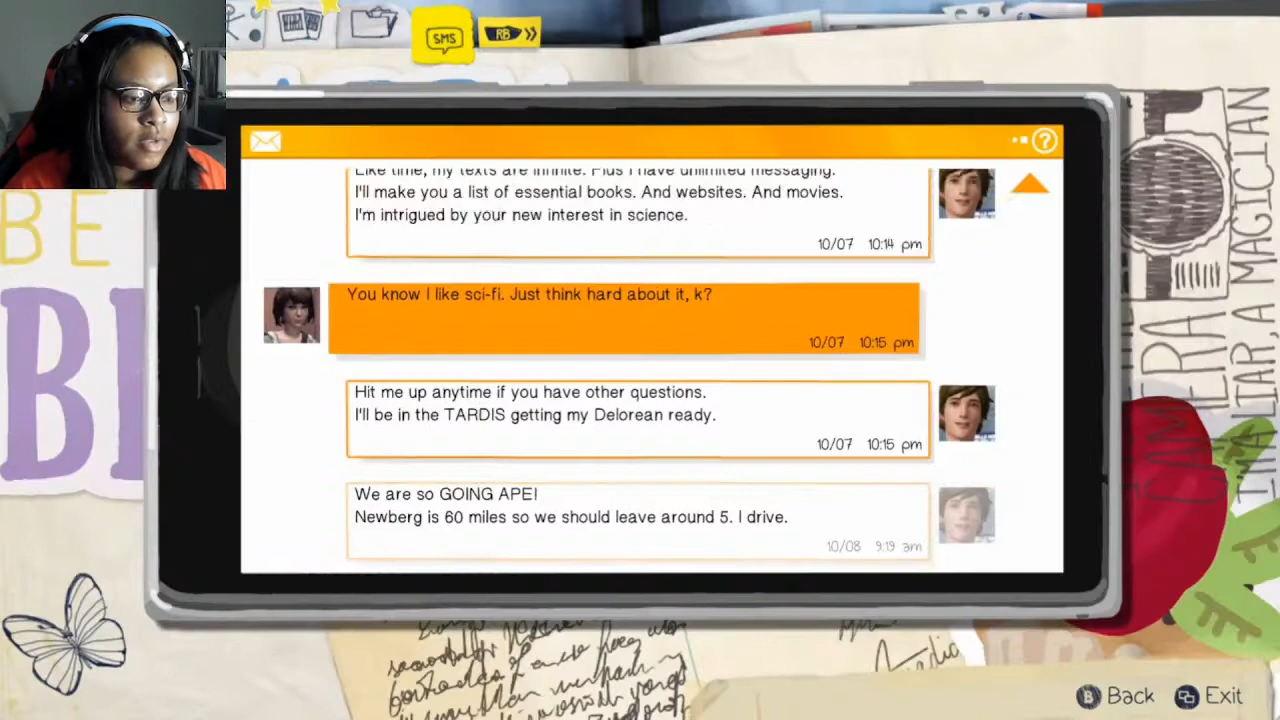 SMS
RB
Like time, my texts are infinite. Plus I have unlimited messaging.
I'll make you a list of essential books. And websites. And movies.
I'm intrigued by your new interest in science.
10/07 10:14 pm
You know I like sci-fi. Just think hard about it, k?
10/07 10:15 pm
Hit me up anytime if you have other questions.
I'll be in the TARDIS getting my Delorean ready.
10/07 10:15 pm
We are so GOING APE!
Newberg is 60 miles so we should leave around 5. I drive.
10/08 9:19 am
BE
A MAGICIAN
B Back
Exit